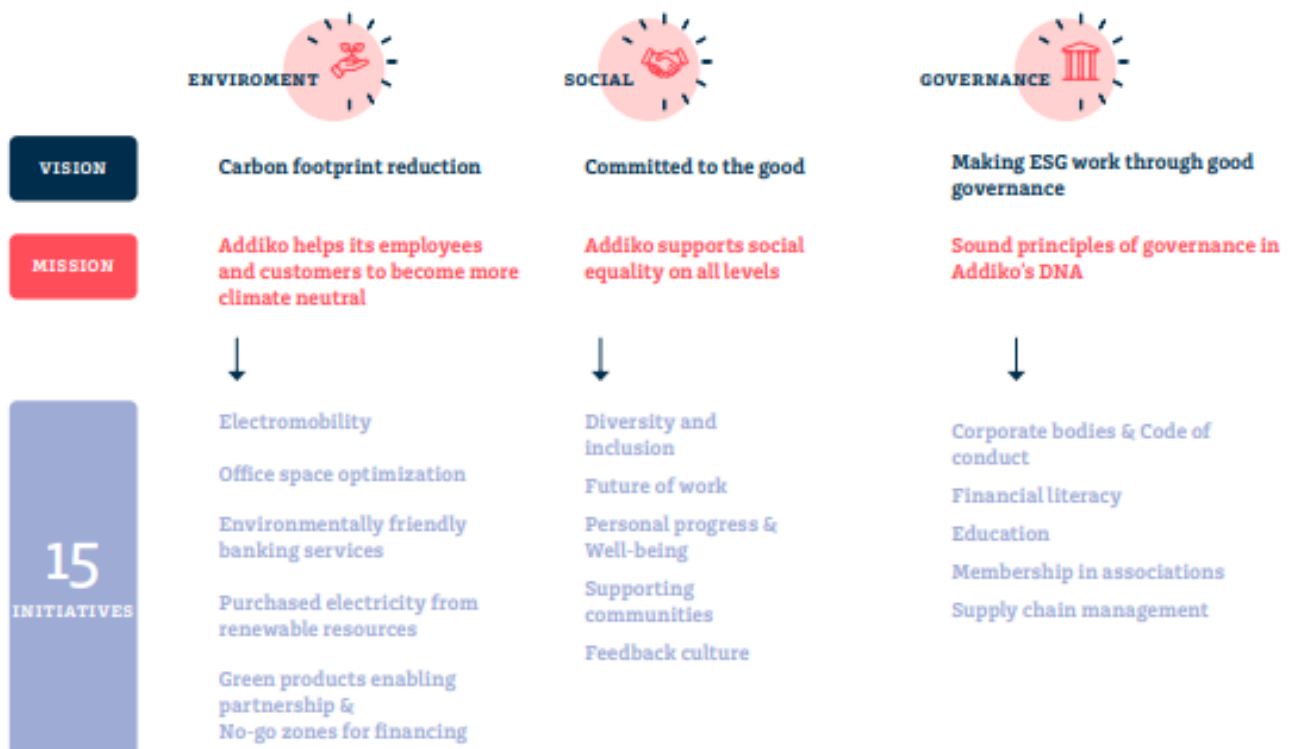 ENVIROMENT
SOCIAL
GOVERNANCE
VISION
Carbon footprint reduction
Committed to the good
Making ESG work through good
governance
MISSION
Addiko helps its employees
and customers to become more
climate neutral
Addiko supports social
equality on all levels
Sound principles of governance in
Addiko's DNA
15
INITIATIVES
Electromobility
Office space optimization
Environmentally friendly
banking services
Purchased electricity from
renewable resources
Green products enabling
partnership &
No-go zones for financing
Diversity and
inclusion
Future of work
Personal progress &
Well-being
Supporting
communities
Feedback culture
Corporate bodies & Code of
conduct
Financial literacy
Education
Membership in associations
Supply chain management